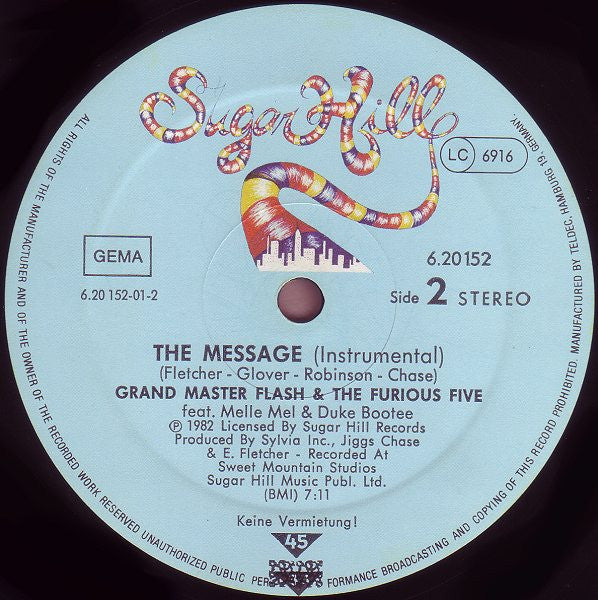 Sugar Hill
LC 6916
GEMA
6.20 152-01-2
6.20152
Side 2 STEREO
THE MESSAGE (Instrumental)
(Fletcher - Glover - Robinson - Chase)
GRAND MASTER FLASH & THE FURIOUS FIVE
feat. Melle Mel & Duke Bootee
Ⓟ 1982 Licensed By Sugar Hill Records
Produced By Sylvia Inc., Jiggs Chase
& E. Fletcher - Recorded At
Sweet Mountain Studios
Sugar Hill Music Publ. Ltd.
(BMI) 7:11
Keine Vermietung!
45
ALL RIGHTS OF THE MANUFACTURER AND OF THE OWNER OF THE RECORDED WORK RESERVED UNAUTHORIZED PUBLIC PERFORMANCE BROADCASTING AND COPYING OF THIS RECORD PROHIBITED. MANUFACTURED BY TELDEC, HAMBURG 19, GERMANY